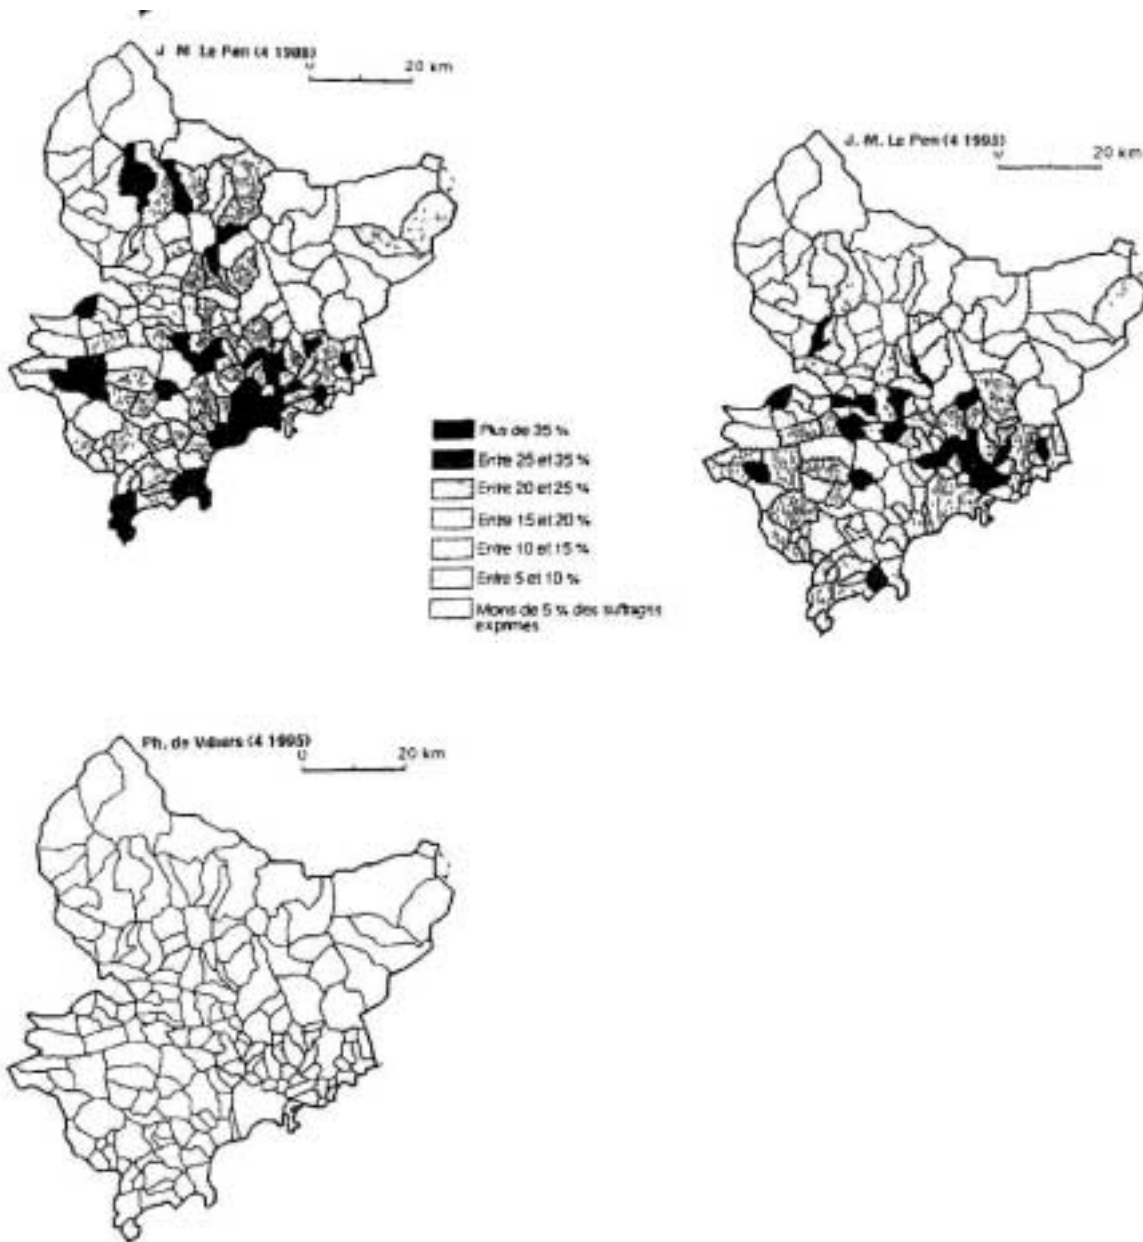 J. M. Le Pen (4 1988)
0 20 km
J. M. Le Pen (4 1995)
0 20 km
Plus de 35 %
Entre 25 et 35 %
Entre 20 et 25 %
Entre 15 et 20 %
Entre 10 et 15 %
Entre 5 et 10 %
Moins de 5 % des suffrages
exprimés
Ph. de Villiers (4 1995)
0 20 km